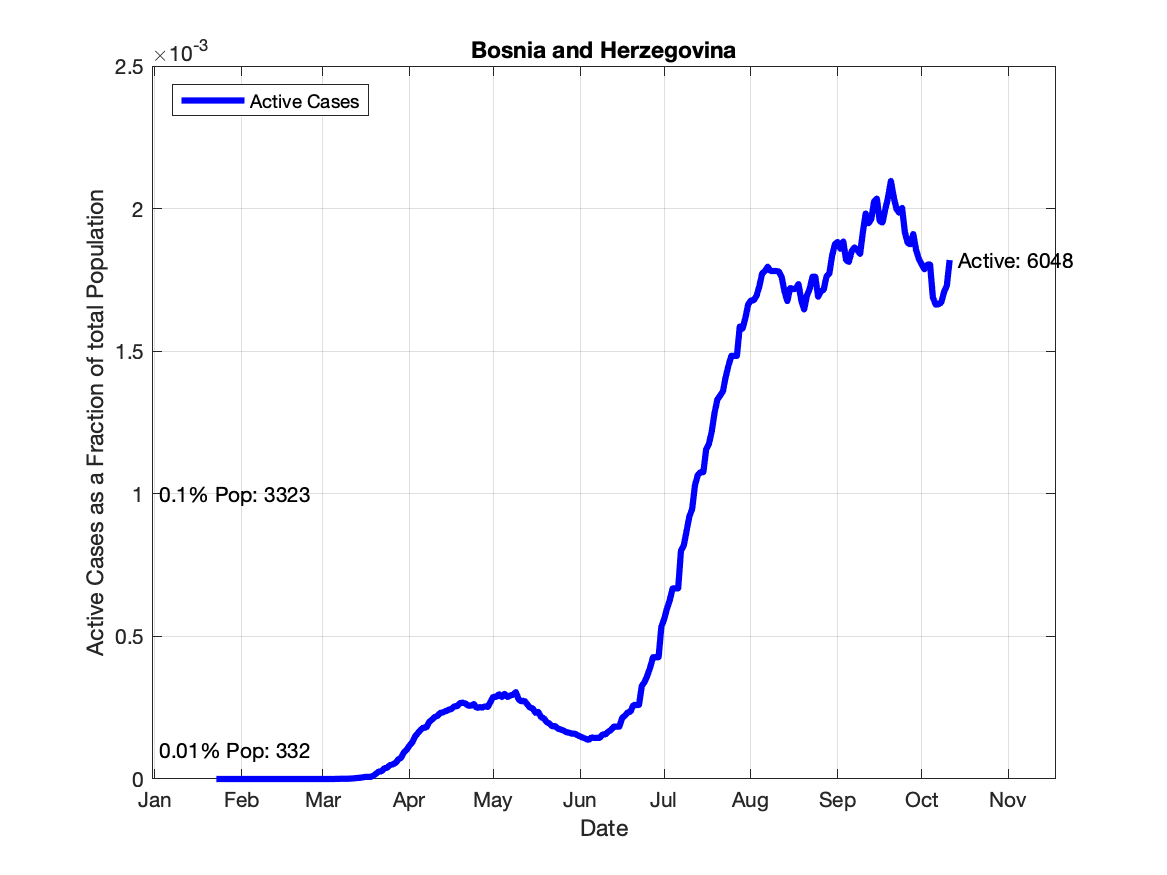 Bosnia and Herzegovina
×10-3
Active Cases
2.5
2
1.5
1
0.5
0
Active Cases as a Fraction of total Population
Active: 6048
0.1% Pop: 3323
0.01% Pop: 332
Jan Feb Mar Apr May Jun Jul Aug Sep Oct Nov
Date